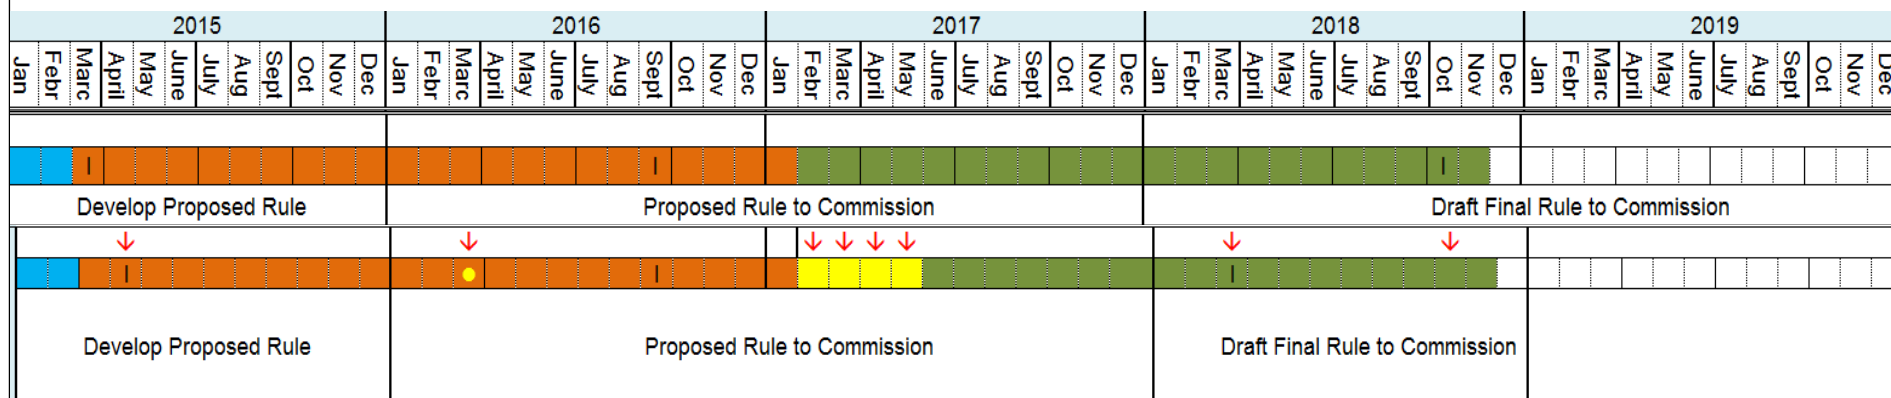 2015 2016 2017 2018 2019
Jan Febr Marc April May June July Aug Sept Oct Nov Dec Jan Febr Marc April May June July Aug Sept Oct Nov Dec Jan Febr Marc April May June July Aug Sept Oct Nov Dec Jan Febr Marc April May June July Aug Sept Oct Nov Dec Jan Febr Marc April May June July Aug Sept Oct Nov Dec
I I I
Develop Proposed Rule Proposed Rule to Commission Draft Final Rule to Commission
I I I
Develop Proposed Rule Proposed Rule to Commission Draft Final Rule to Commission